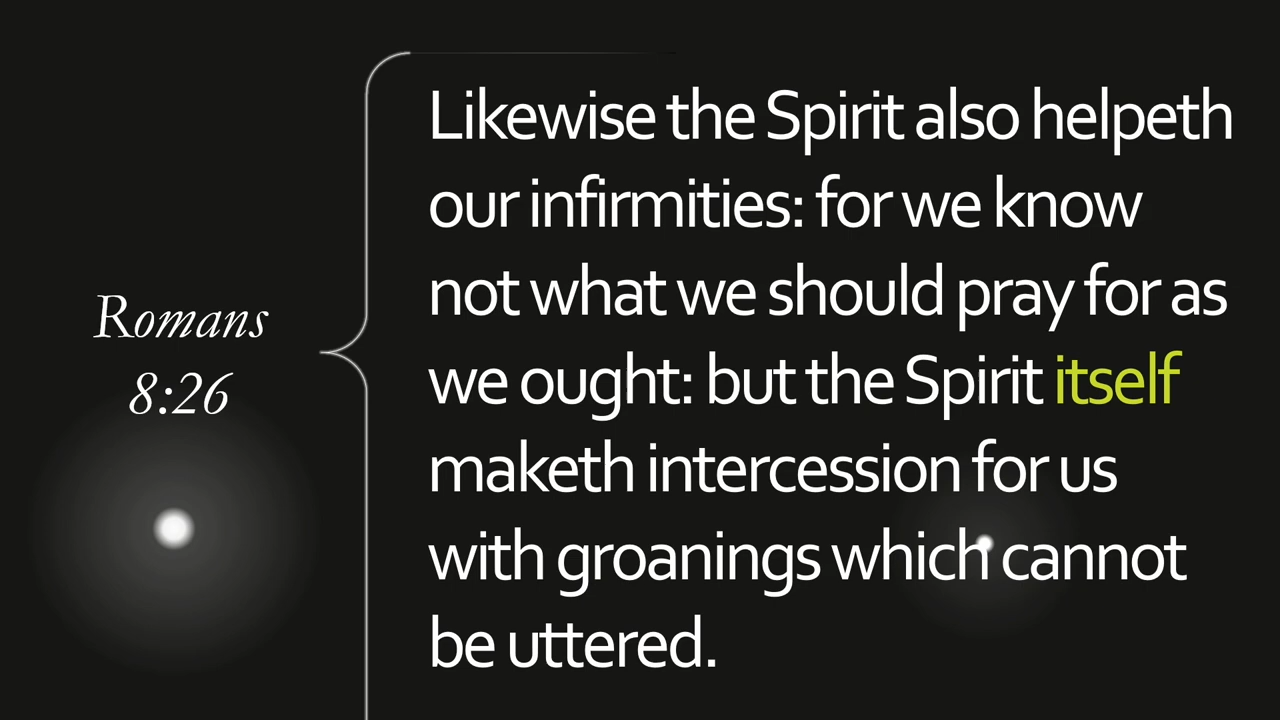 Romans
8:26
Likewise the Spirit also helpeth
our infirmities: for we know
not what we should pray for as
we ought: but the Spirit itself
maketh intercession for us
with groanings which cannot
be uttered.